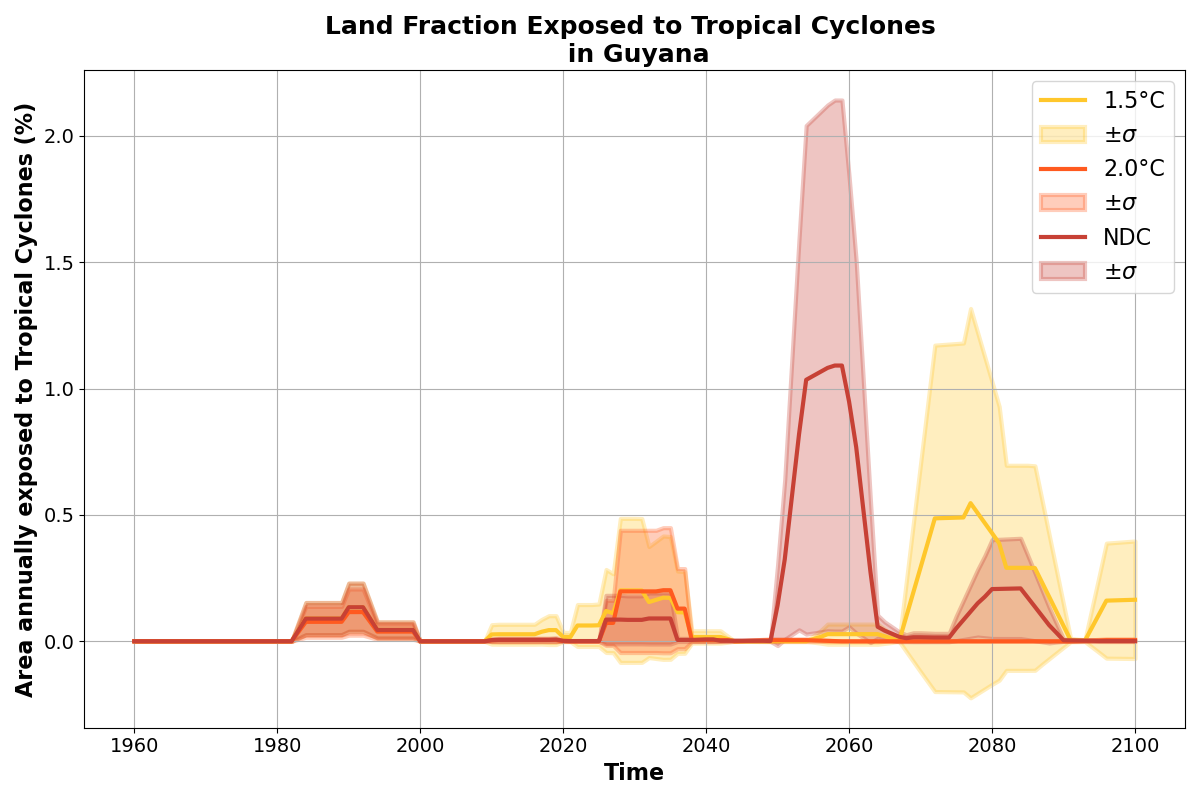 Land Fraction Exposed to Tropical Cyclones
in Guyana
Area annually exposed to Tropical Cyclones (%)
2.0
1.5
1.0
0.5
0.0
1.5°C
±σ
2.0°C
±σ
NDC
±σ
1960
1980
2000
2020
2040
2060
2080
2100
Time